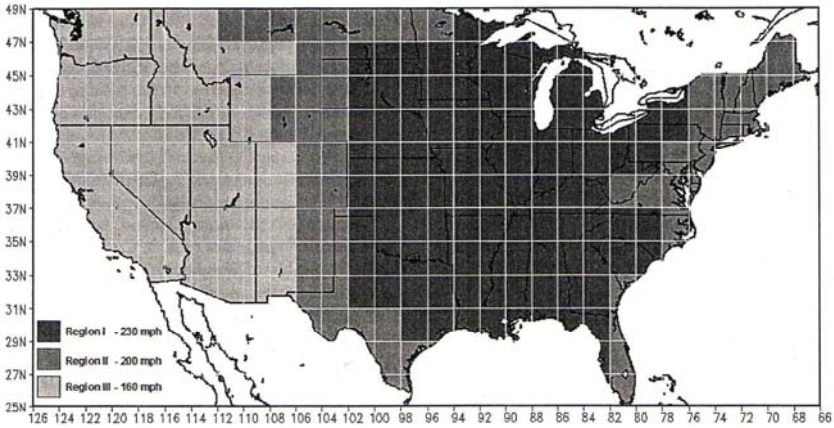 49N
47N
45N
43N
41N
39N
37N
35N
33N
31N
29N
27N
25N
Region I - 230 mph
Region II - 200 mph
Region III - 160 mph
126 124 122 120 118 116 114 112 110 108 106 104 102 100 98 96 94 92 90 88 86 84 82 80 78 76 74 72 70 68 66